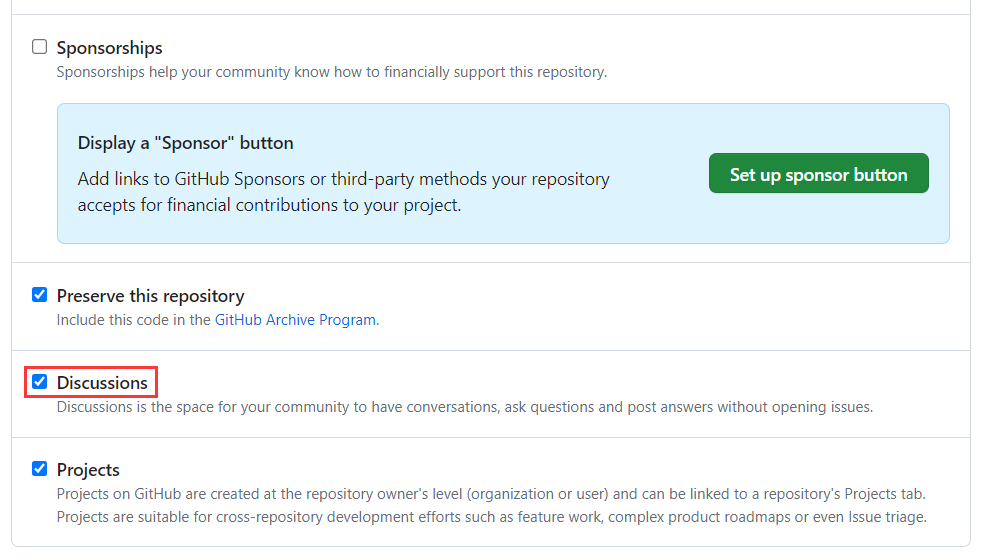 Sponsorships
Sponsorships help your community know how to financially support this repository.
Display a "Sponsor" button
Add links to GitHub Sponsors or third-party methods your repository
accepts for financial contributions to your project.
Set up sponsor button
Preserve this repository
Include this code in the GitHub Archive Program.
Discussions
Discussions is the space for your community to have conversations, ask questions and post answers without opening issues.
Projects
Projects on GitHub are created at the repository owner's level (organization or user) and can be linked to a repository's Projects tab.
Projects are suitable for cross-repository development efforts such as feature work, complex product roadmaps or even Issue triage.